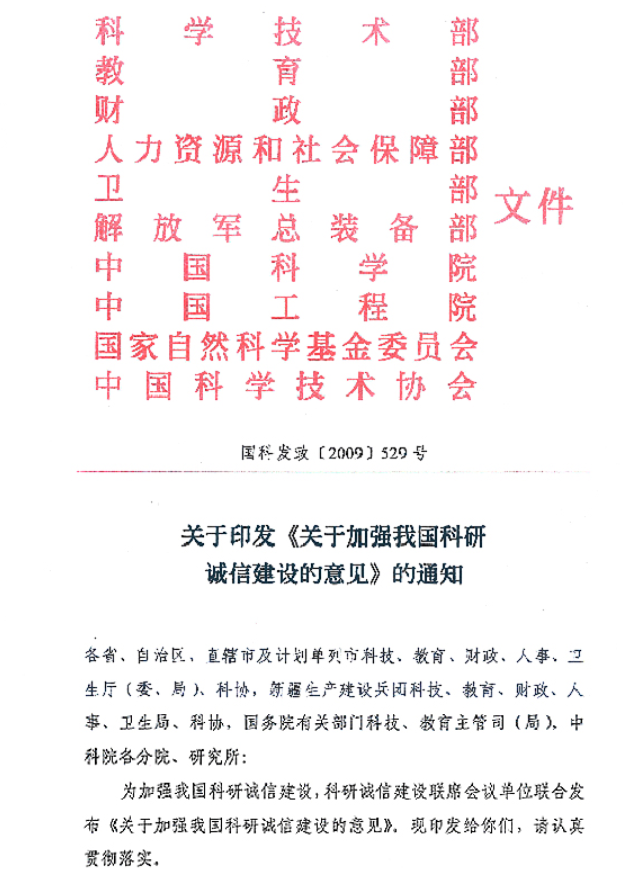 科学技术部
教育部
财政部
人力资源和社会保障部
卫生部
解放军总装备部
中国科学院
中国工程院
国家自然科学基金委员会
中国科学技术协会
文件
国科发政〔2009〕529号
关于印发《关于加强我国科研
诚信建设的意见》的通知
各省、自治区、直辖市及计划单列市科技、教育、财政、人事、卫
生厅（委、局）、科协，新疆生产建设兵团科技、教育、财政、人
事、卫生局、科协，国务院有关部门科技、教育主管司（局）、中
科院各分院、研究所：
为加强我国科研诚信建设，科研诚信建设联席会议单位联合发
布《关于加强我国科研诚信建设的意见》。现印发给你们，请认真
贯彻落实。